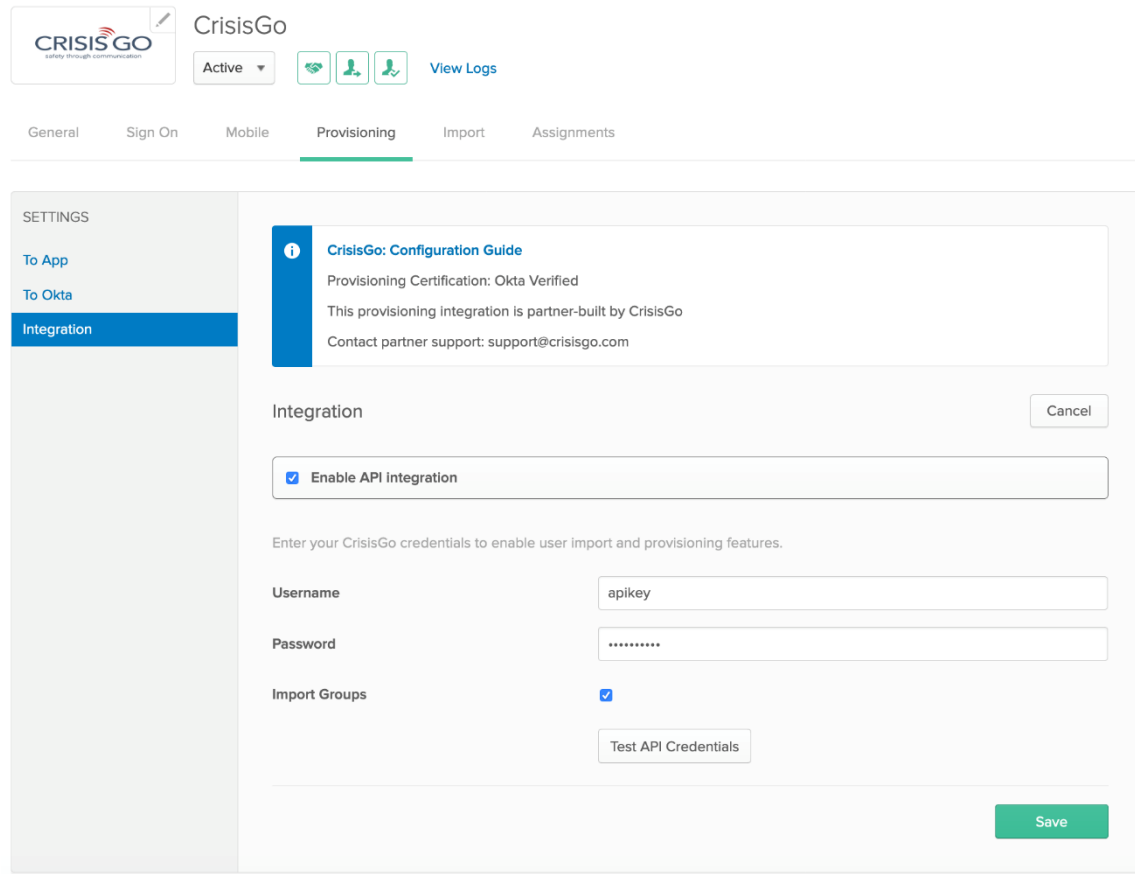 CRISIS GO
safety through communication
CrisisGo
Active
View Logs
General Sign On Mobile Provisioning Import Assignments
SETTINGS
To App
To Okta
Integration
CrisisGo: Configuration Guide
Provisioning Certification: Okta Verified
This provisioning integration is partner-built by CrisisGo
Contact partner support: support@crisisgo.com
Integration
Cancel
Enable API integration
Enter your CrisisGo credentials to enable user import and provisioning features.
Username apikey
Password ••••••••••
Import Groups
Test API Credentials
Save